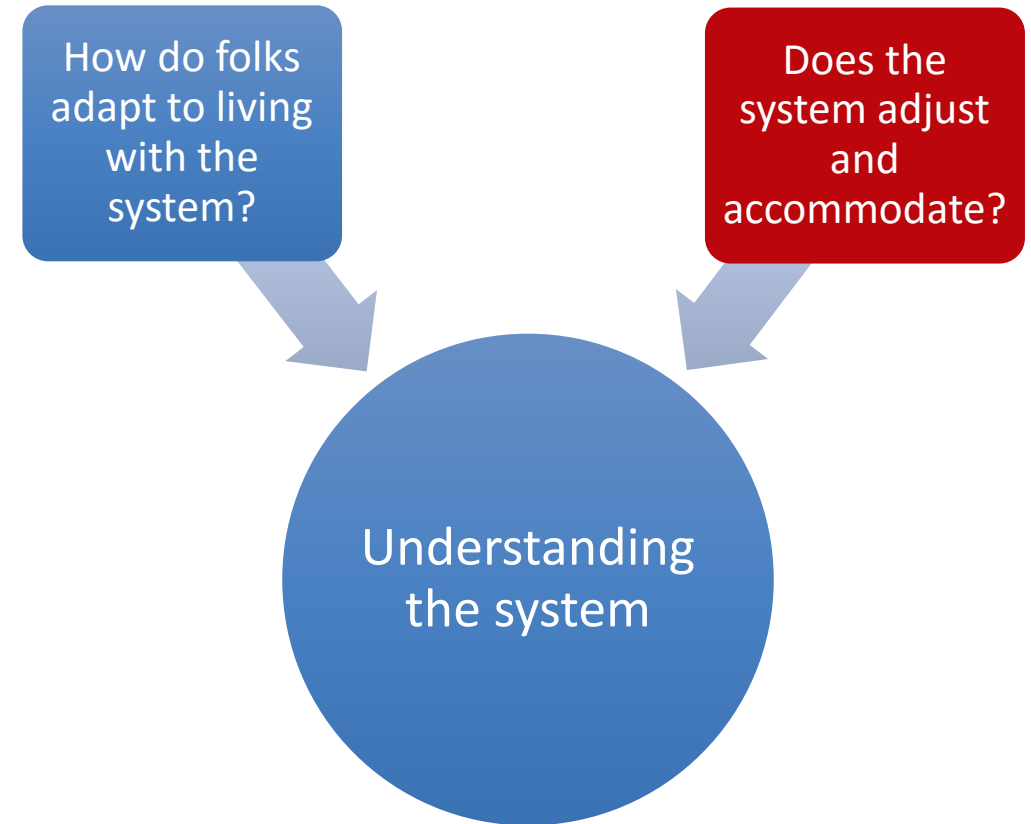 How do folks
adapt to living
with the
system?
Does the
system adjust
and
accommodate?
Understanding
the system